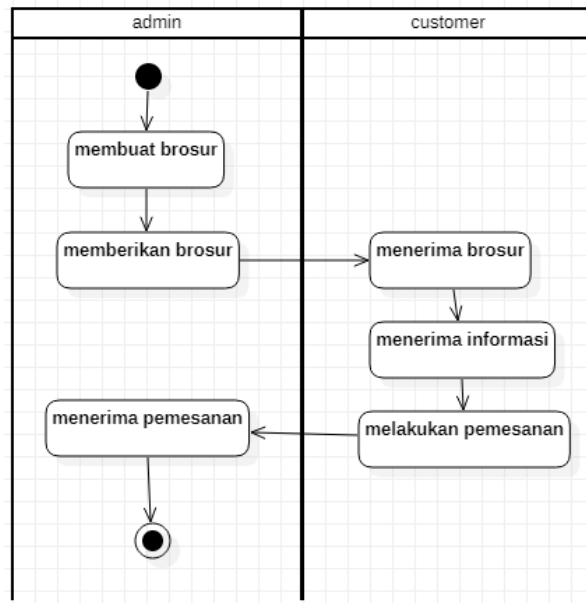 admin
customer
membuat brosur
memberikan brosur
menerima brosur
menerima informasi
menerima pemesanan
melakukan pemesanan